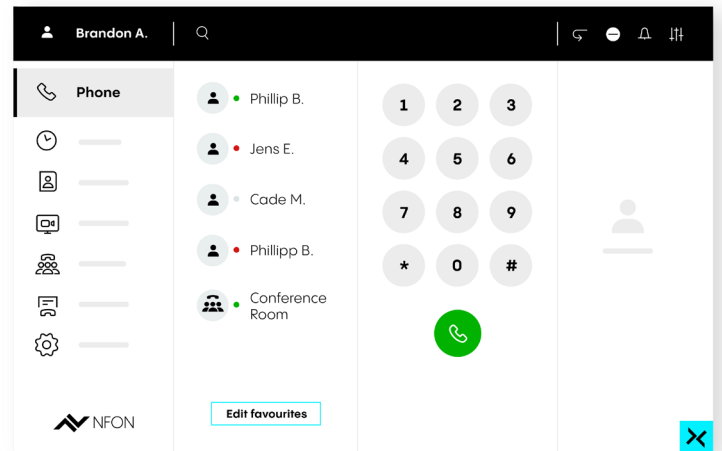 Brandon A.
Phone
Phillip B.
Jens E.
Cade M.
Phillipp B.
Conference
Room
Edit favourites
1 2 3
4 5 6
7 8 9
* 0 #
NFON